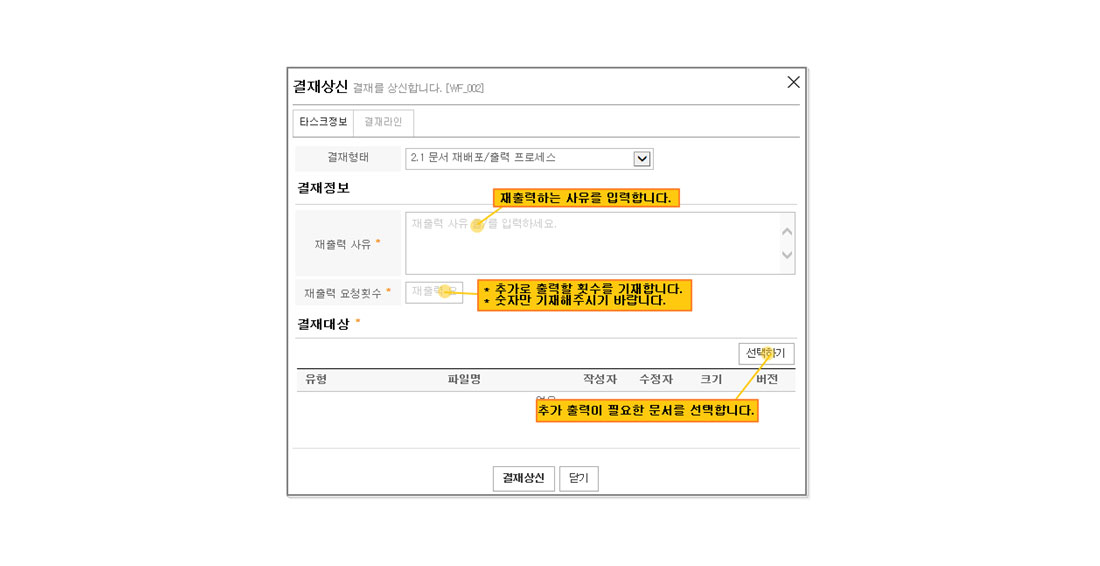 결재상신 결재를 상신합니다. [WF_002]
타스크정보 결재라인
결재형태 2.1 문서 재배포/출력 프로세스
결재정보
재출력하는 사유를 입력합니다.
재출력 사유 를 입력하세요.
재출력 사유 *
재출력 요청횟수 * 재출력
* 추가로 출력할 횟수를 기재합니다.
* 숫자만 기재해주시기 바랍니다.
결재대상 *
선택하기
유형 파일명 작성자 수정자 크기 버전
추가 출력이 필요한 문서를 선택합니다.
결재상신 닫기